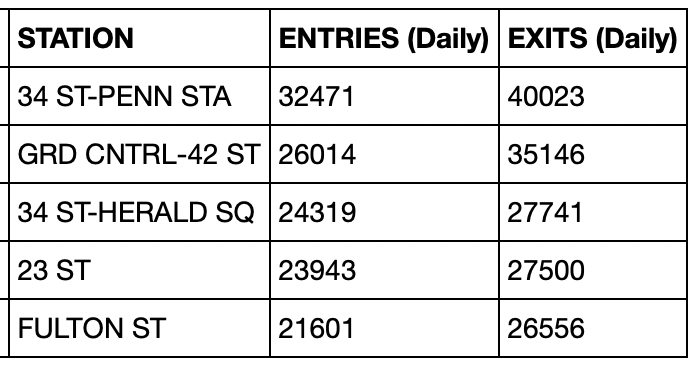 STATION ENTRIES (Daily) EXITS (Daily)
34 ST-PENN STA 32471 40023
GRD CNTRL-42 ST 26014 35146
34 ST-HERALD SQ 24319 27741
23 ST 23943 27500
FULTON ST 21601 26556